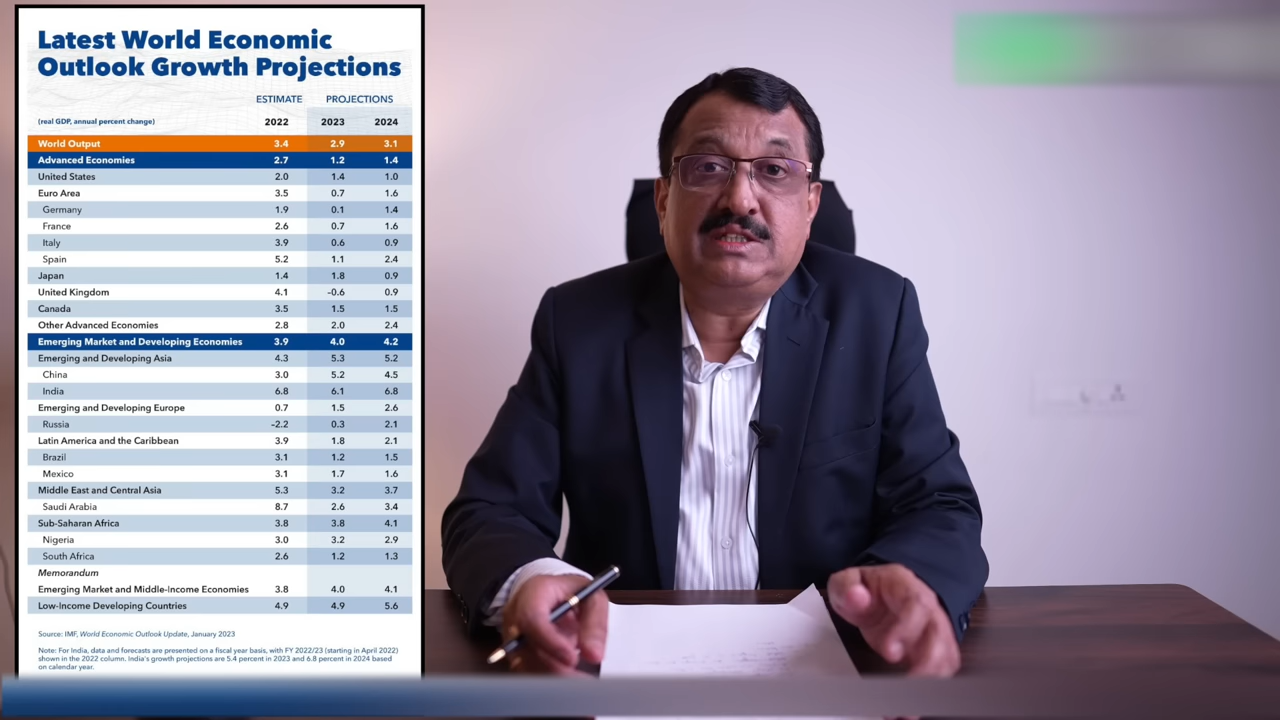 Latest World Economic
Outlook Growth Projections
ESTIMATE PROJECTIONS
(real GDP, annual percent change) 2022 2023 2024
World Output 3.4 2.9 3.1
Advanced Economies 2.7 1.2 1.4
United States 2.0 1.4 1.0
Euro Area 3.5 0.7 1.6
Germany 1.9 0.1 1.4
France 2.6 0.7 1.6
Italy 3.9 0.6 0.9
Spain 5.2 1.1 2.4
Japan 1.4 1.8 0.9
United Kingdom 4.1 –0.6 0.9
Canada 3.5 1.5 1.5
Other Advanced Economies 2.8 2.0 2.4
Emerging Market and Developing Economies 3.9 4.0 4.2
Emerging and Developing Asia 4.3 5.3 5.2
China 3.0 5.2 4.5
India 6.8 6.1 6.8
Emerging and Developing Europe 0.7 1.5 2.6
Russia –2.2 0.3 2.1
Latin America and the Caribbean 3.9 1.8 2.1
Brazil 3.1 1.2 1.5
Mexico 3.1 1.7 1.6
Middle East and Central Asia 5.3 3.2 3.7
Saudi Arabia 8.7 2.6 3.4
Sub-Saharan Africa 3.8 3.8 4.1
Nigeria 3.0 3.2 2.9
South Africa 2.6 1.2 1.3
Memorandum
Emerging Market and Middle-Income Economies 3.8 4.0 4.1
Low-Income Developing Countries 4.9 4.9 5.6
Source: IMF, World Economic Outlook Update, January 2023
Note: For India, data and forecasts are presented on a fiscal year basis, with FY 2022/23 (starting in April 2022)
shown in the 2022 column. India's growth projections are 5.4 percent in 2023 and 6.8 percent in 2024 based
on calendar year.